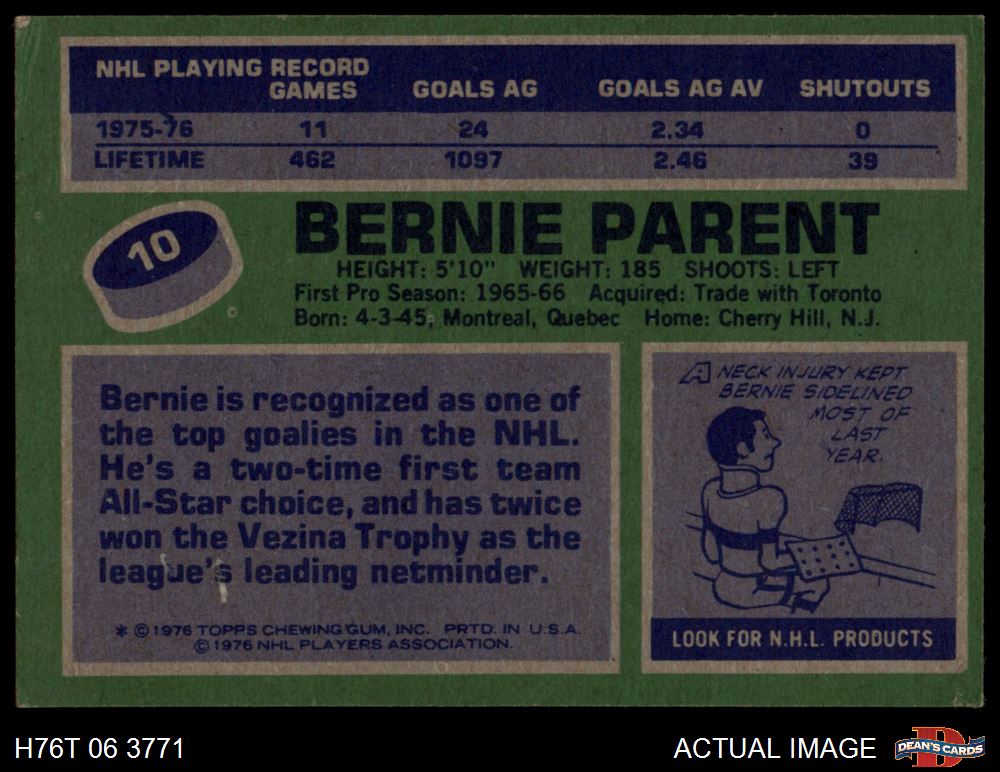 NHL PLAYING RECORD
GAMES GOALS AG GOALS AG AV SHUTOUTS
1975-76 11 24 2.34 0
LIFETIME 462 1097 2.46 39
10
BERNIE PARENT
HEIGHT: 5'10" WEIGHT: 185 SHOOTS: LEFT
First Pro Season: 1965-66 Acquired: Trade with Toronto
Born: 4-3-45, Montreal, Quebec Home: Cherry Hill, N.J.
Bernie is recognized as one of
the top goalies in the NHL.
He's a two-time first team
All-Star choice, and has twice
won the Vezina Trophy as the
league's leading netminder.
* © 1976 TOPPS CHEWING GUM, INC. PRTD. IN U.S.A.
© 1976 NHL PLAYERS ASSOCIATION.
A NECK INJURY KEPT
BERNIE SIDELINED
MOST OF
LAST
YEAR.
LOOK FOR N.H.L. PRODUCTS
H76T 06 3771
ACTUAL IMAGE
D
DEAN'S CARDS